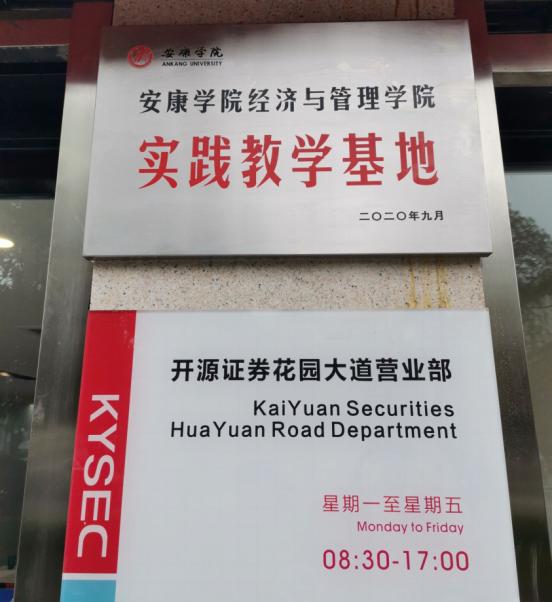 安康学院
ANKANG UNIVERSITY
安康学院经济与管理学院
实践教学基地
二〇二〇年九月
KYSEC
开源证券花园大道营业部
KaiYuan Securities
HuaYuan Road Department
星期一至星期五
Monday to Friday
08:30-17:00